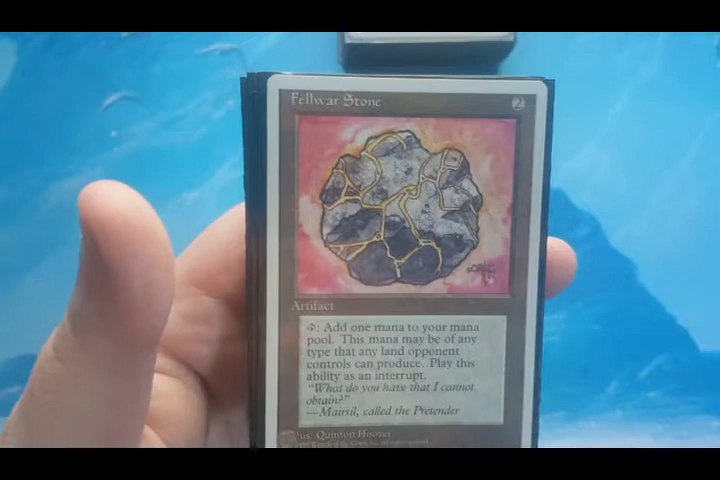 Fellwar Stone 2
Artifact
: Add one mana to your mana
pool. This mana may be of any
type that any land opponent
controls can produce. Play this
ability as an interrupt.
"What do you have that I cannot
obtain?"
—Mairsil, called the Pretender
Illus. Quinton Hoover